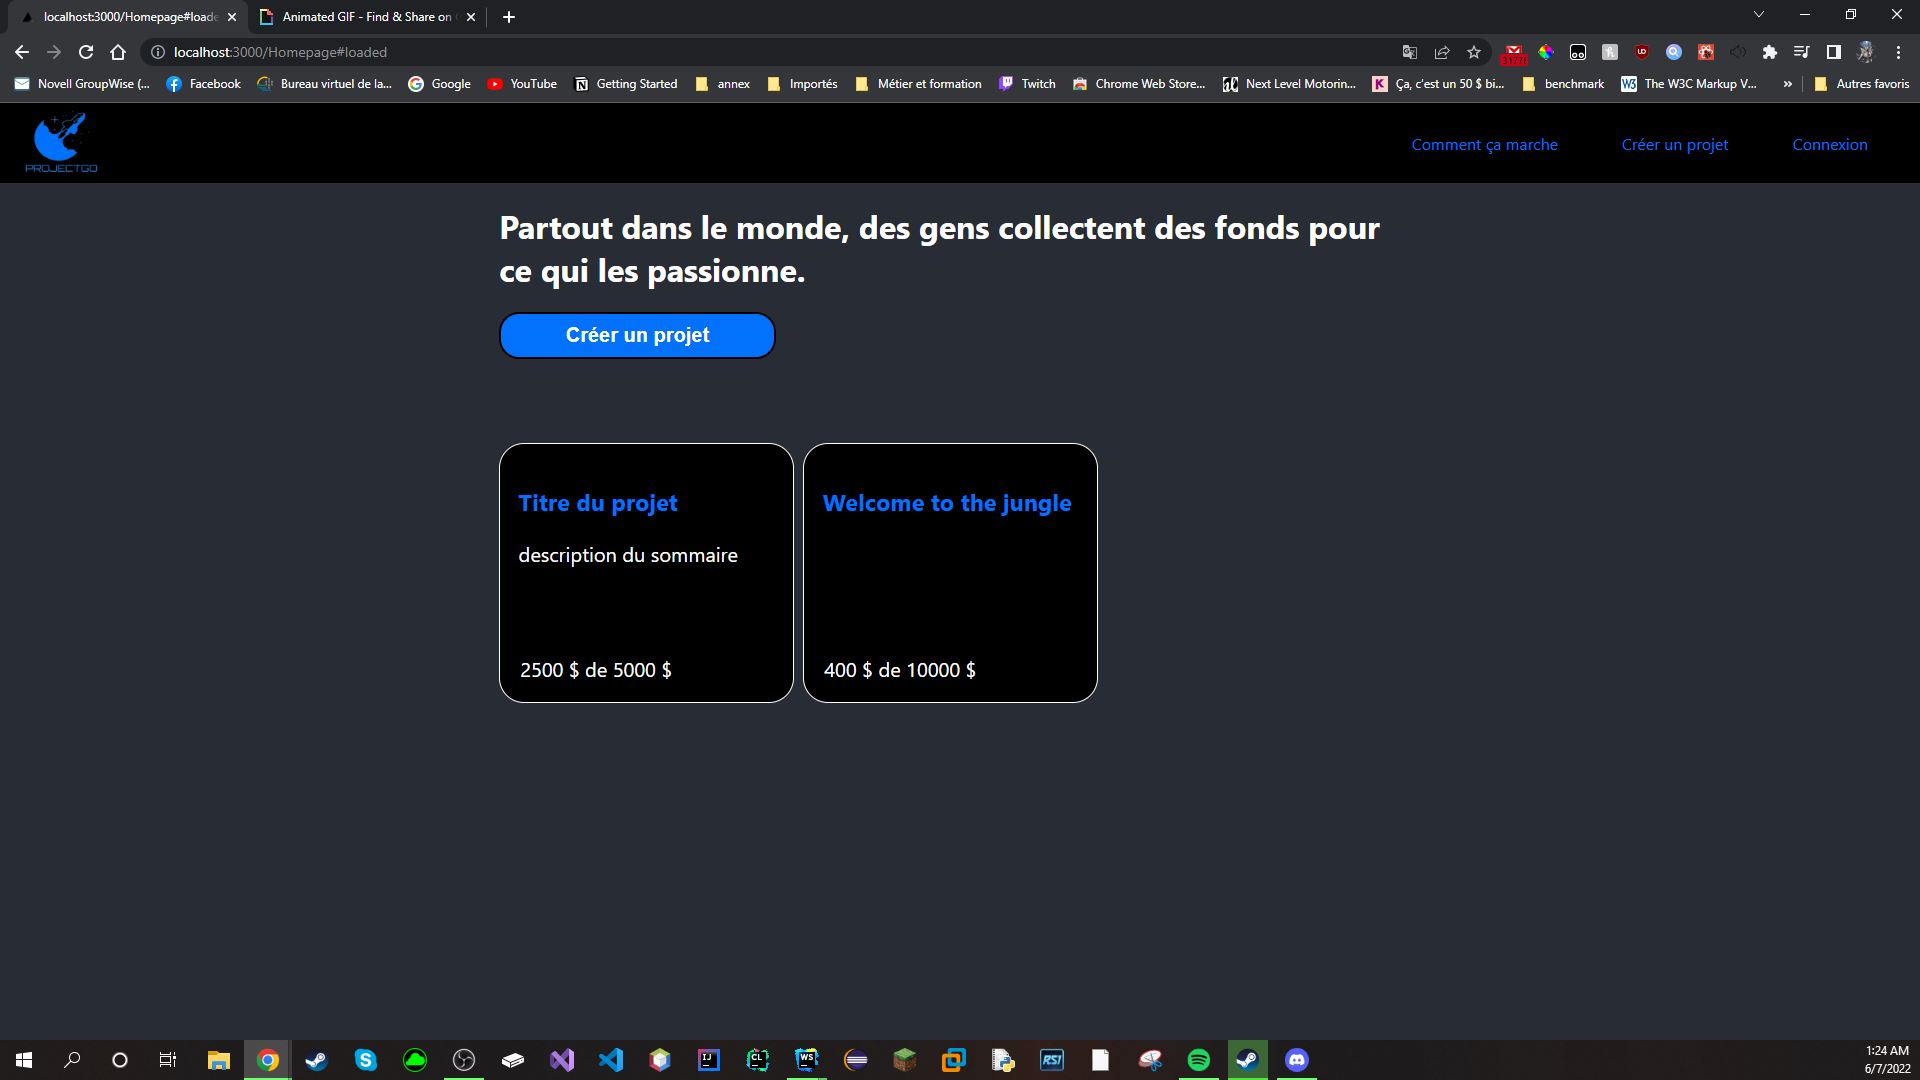 localhost:3000/Homepage#loade
Animated GIF - Find & Share on
localhost:3000/Homepage#loaded
Novell GroupWise (...
Facebook
Bureau virtuel de la...
Google
YouTube
Getting Started
annex
Importés
Métier et formation
Twitch
Chrome Web Store...
Next Level Motorin...
Ça, c'est un 50 $ bi...
benchmark
The W3C Markup V...
Autres favoris
PROJECTGO
Comment ça marche
Créer un projet
Connexion
Partout dans le monde, des gens collectent des fonds pour
ce qui les passionne.
Créer un projet
Titre du projet
description du sommaire
2500 $ de 5000 $
Welcome to the jungle
400 $ de 10000 $
1:24 AM
6/7/2022